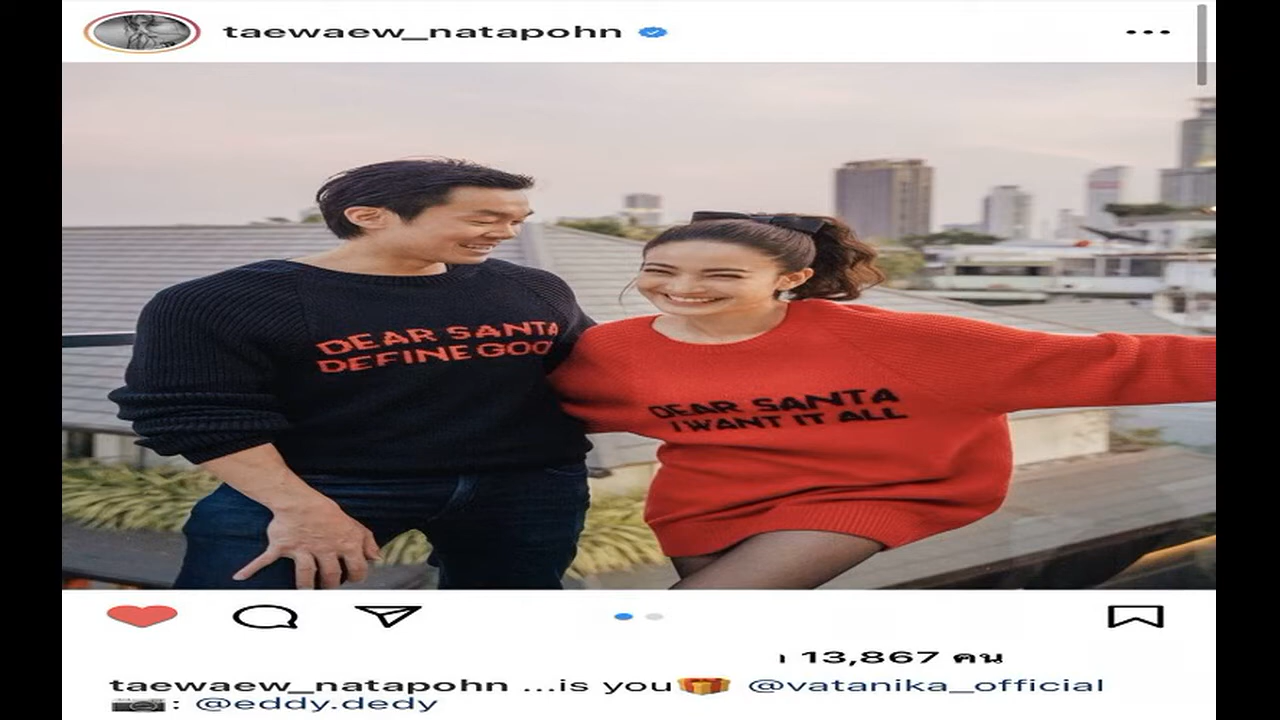 taewaew_natapohn
DEAR SANTA
DEFINE GOO
DEAR SANTA
I WANT IT ALL
13,867 คน
taewaew_natapohn ...is you🎁 @vatanika_official
📷: @eddy.dedy